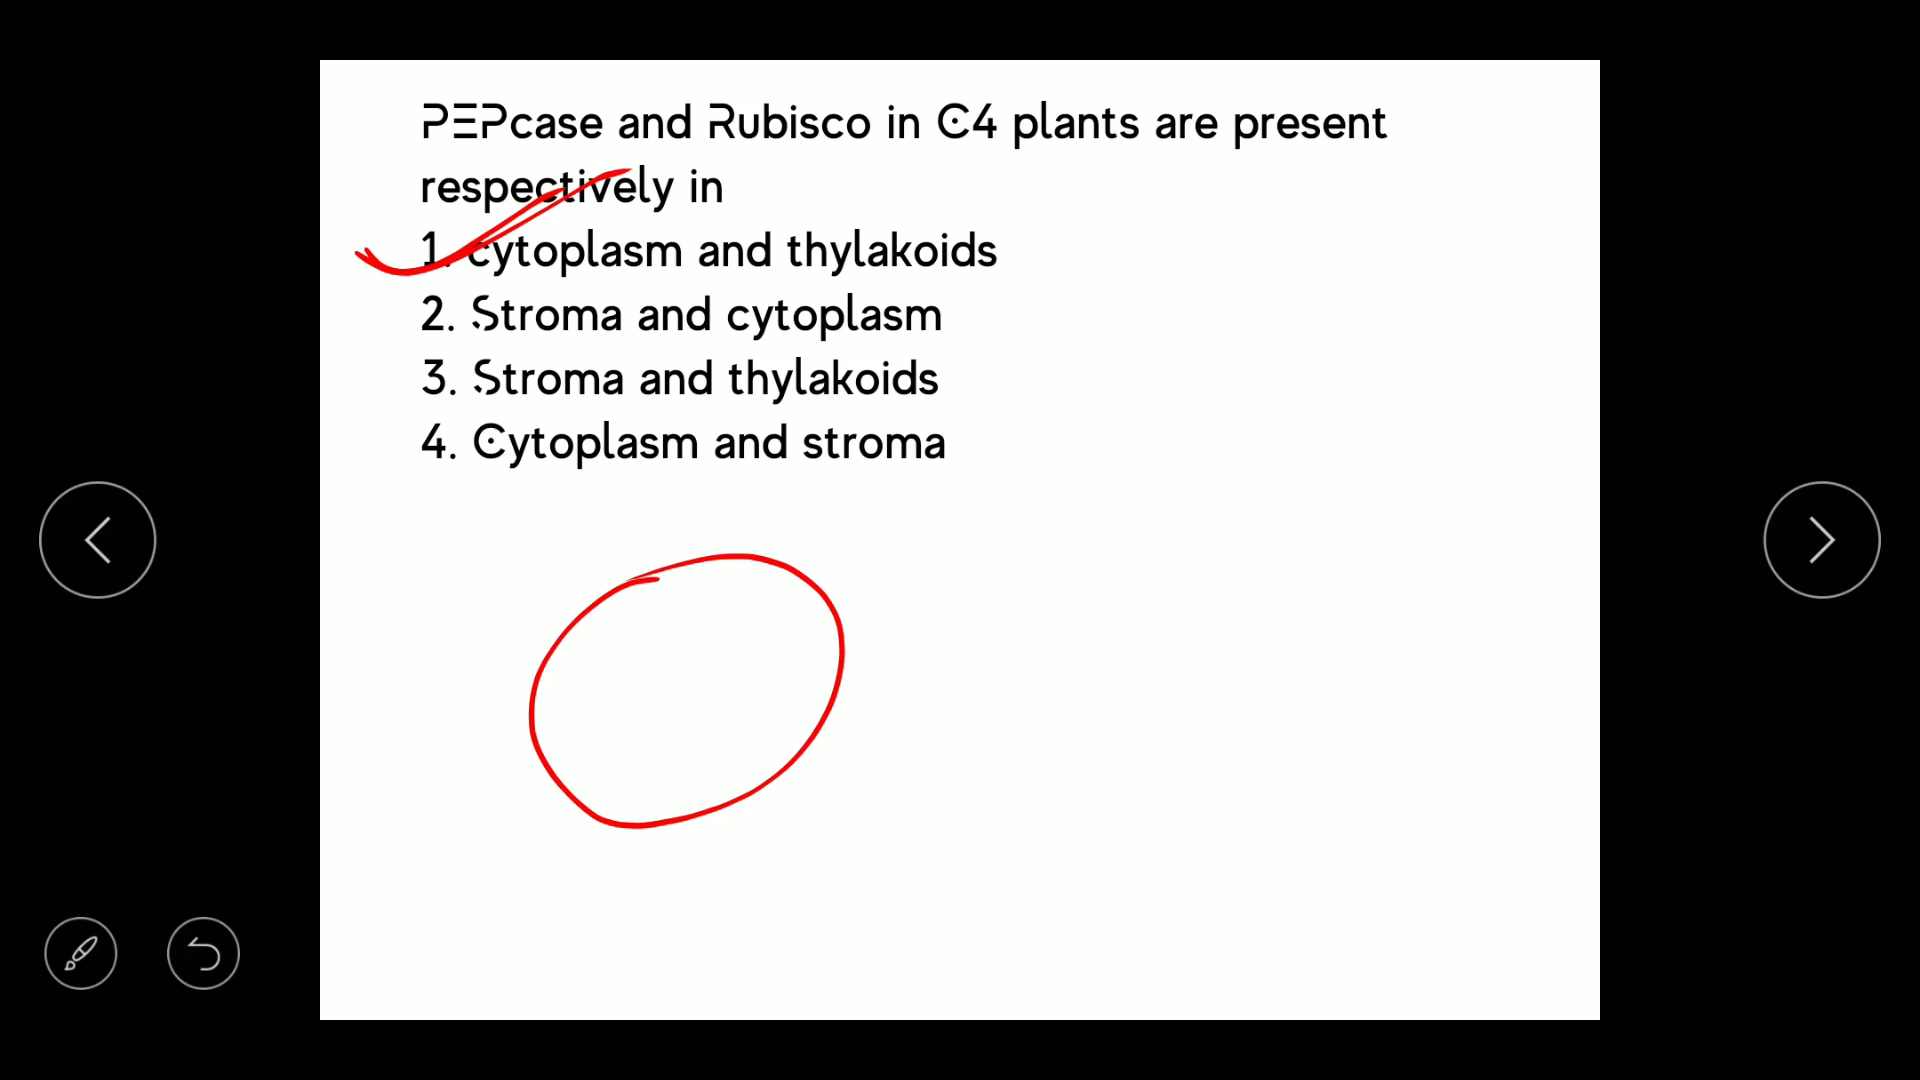 PEPcase and Rubisco in C4 plants are present
respectively in
1. cytoplasm and thylakoids
2. Stroma and cytoplasm
3. Stroma and thylakoids
4. Cytoplasm and stroma